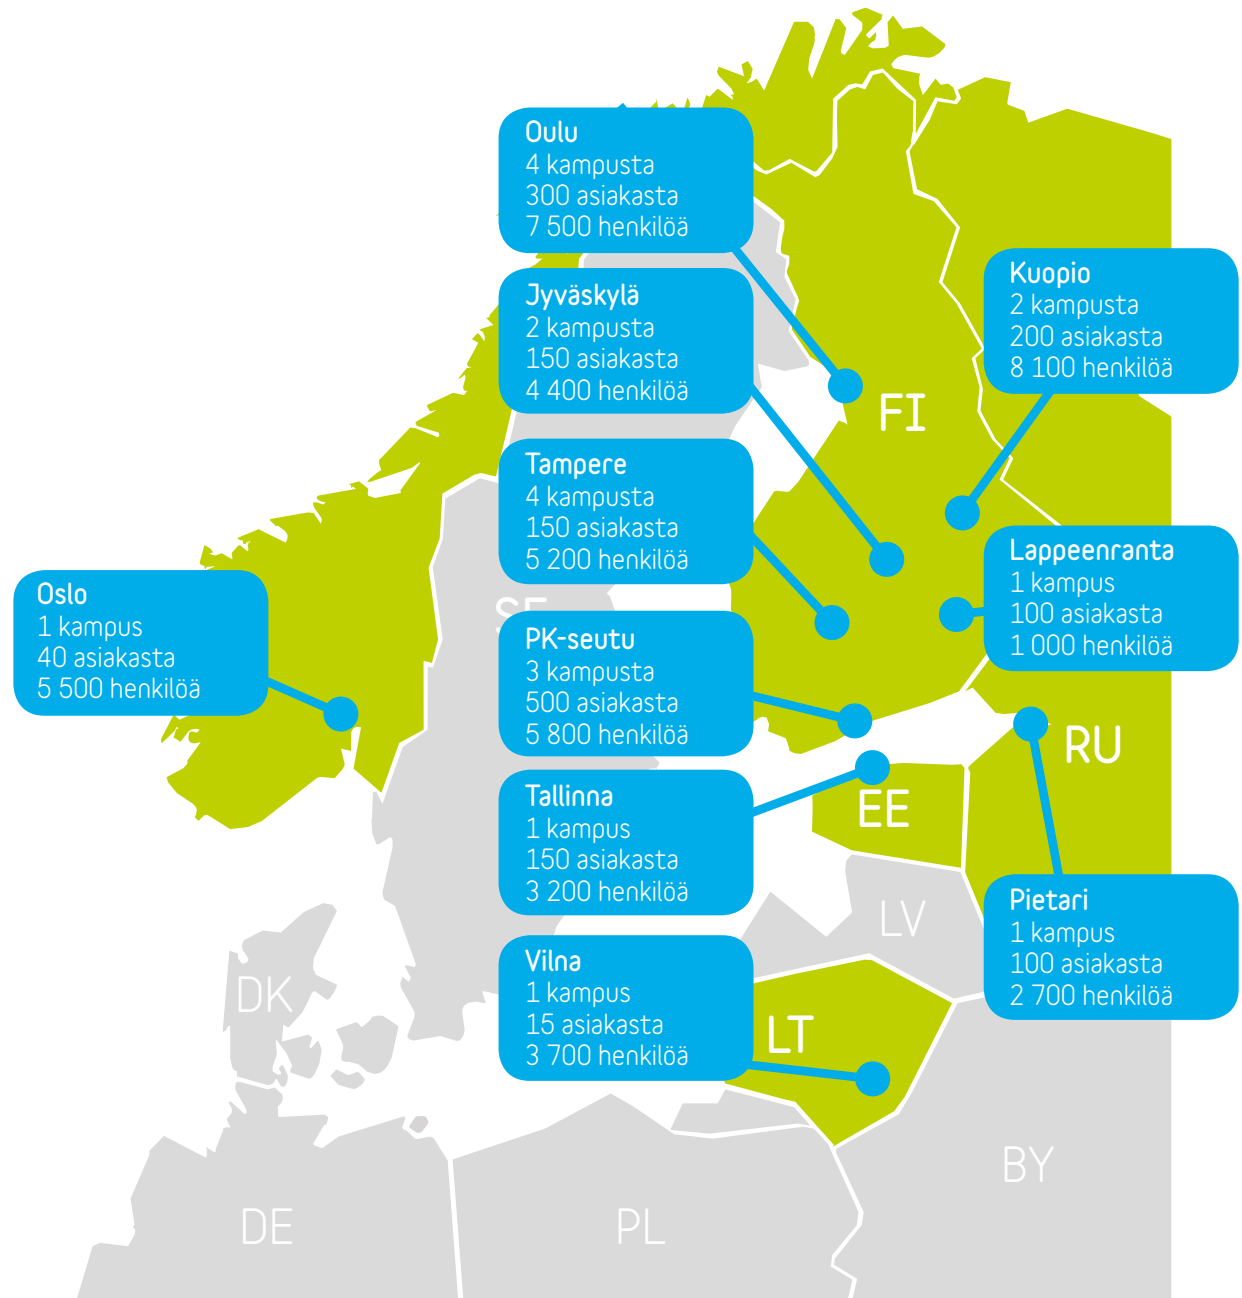 Oulu
4 kampusta
300 asiakasta
7 500 henkilöä
Kuopio
2 kampusta
200 asiakasta
8 100 henkilöä
Jyväskylä
2 kampusta
150 asiakasta
4 400 henkilöä
FI
Tampere
4 kampusta
150 asiakasta
5 200 henkilöä
Lappeenranta
1 kampus
100 asiakasta
1 000 henkilöä
Oslo
1 kampus
40 asiakasta
5 500 henkilöä
SE
PK-seutu
3 kampusta
500 asiakasta
5 800 henkilöä
RU
Tallinna
1 kampus
150 asiakasta
3 200 henkilöä
EE
Pietari
1 kampus
100 asiakasta
2 700 henkilöä
LV
Vilna
1 kampus
15 asiakasta
3 700 henkilöä
DK
LT
BY
DE
PL